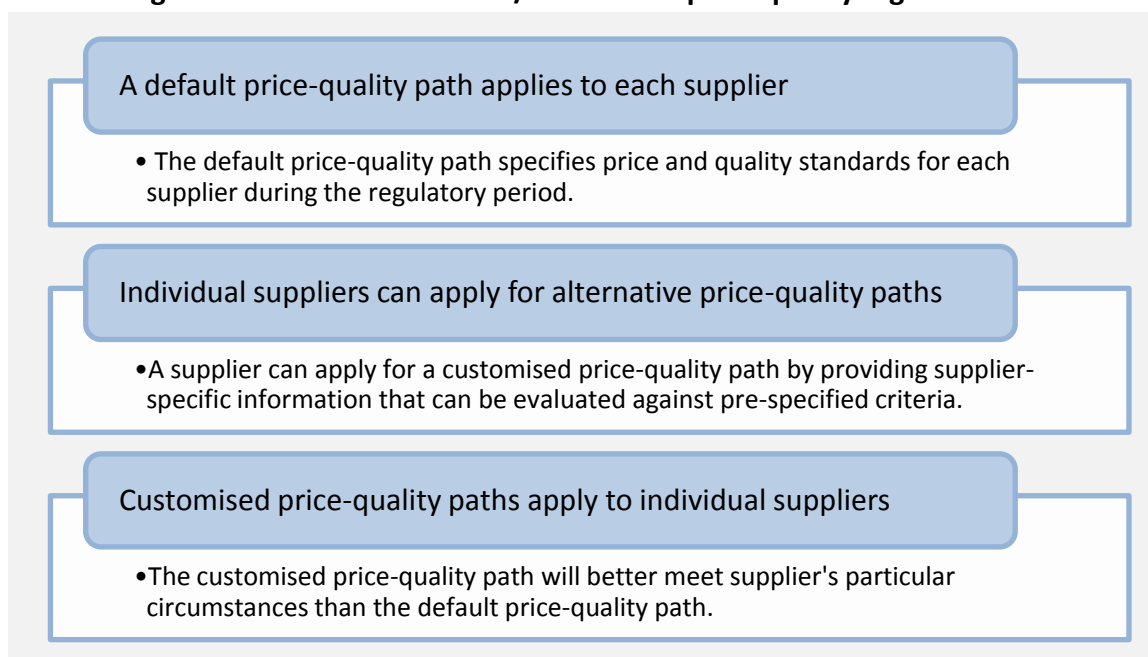 A default price-quality path applies to each supplier
• The default price-quality path specifies price and quality standards for each
supplier during the regulatory period.
Individual suppliers can apply for alternative price-quality paths
•A supplier can apply for a customised price-quality path by providing supplier-
specific information that can be evaluated against pre-specified criteria.
Customised price-quality paths apply to individual suppliers
•The customised price-quality path will better meet supplier's particular
circumstances than the default price-quality path.